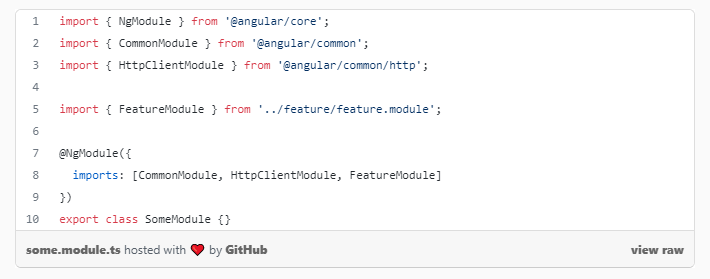 1 import { NgModule } from '@angular/core';
2 import { CommonModule } from '@angular/common';
3 import { HttpClientModule } from '@angular/common/http';
4
5 import { FeatureModule } from '../feature/feature.module';
6
7 @NgModule({
8   imports: [CommonModule, HttpClientModule, FeatureModule]
9 })
10 export class SomeModule {}
some.module.ts hosted with ❤ by GitHub view raw